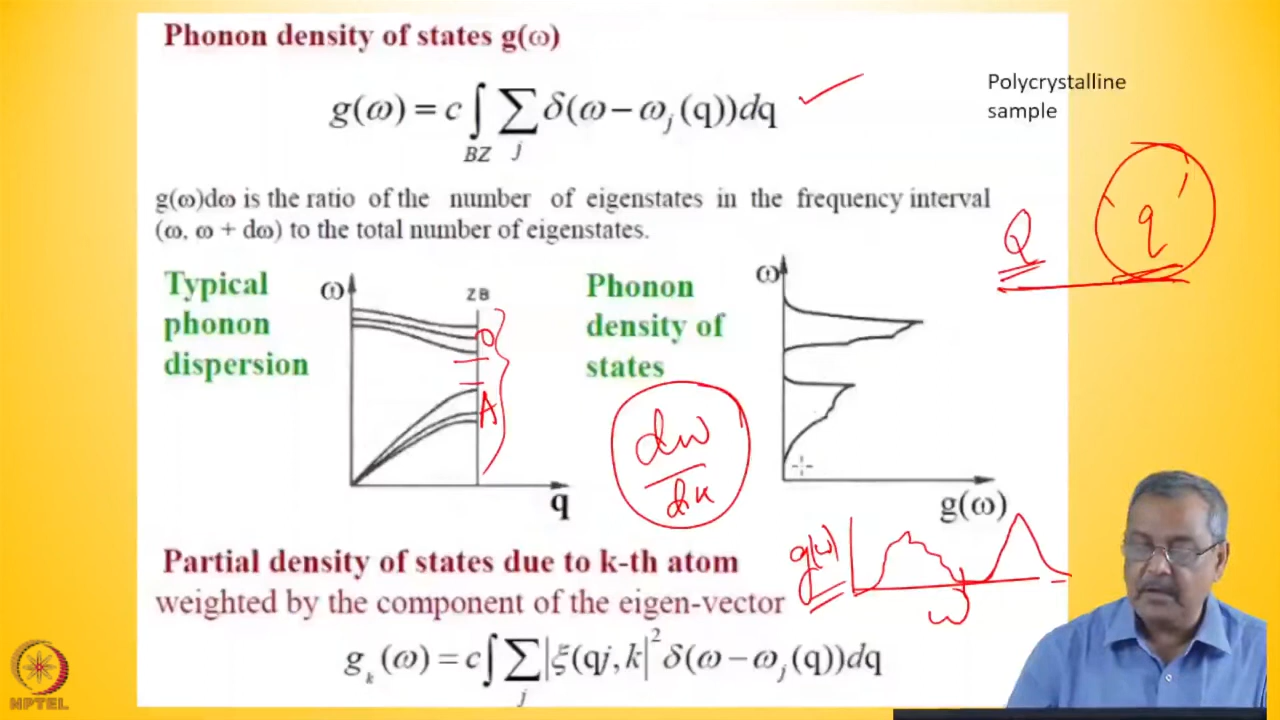 Phonon density of states g(ω)
g(ω) = c ∫_BZ ∑_j δ(ω − ω_j(q))dq
Polycrystalline
sample
g(ω)dω is the ratio of the number of eigenstates in the frequency interval
(ω, ω + dω) to the total number of eigenstates.
Q
q
Typical
phonon
dispersion
ω
ZB
O
A
q
Phonon
density of
states
dω/dk
ω
g(ω)
g(ω)
ω
Partial density of states due to k-th atom
weighted by the component of the eigen-vector
g_k(ω) = c∫∑_j |ξ(qj, k|² δ(ω − ω_j(q))dq
NPTEL